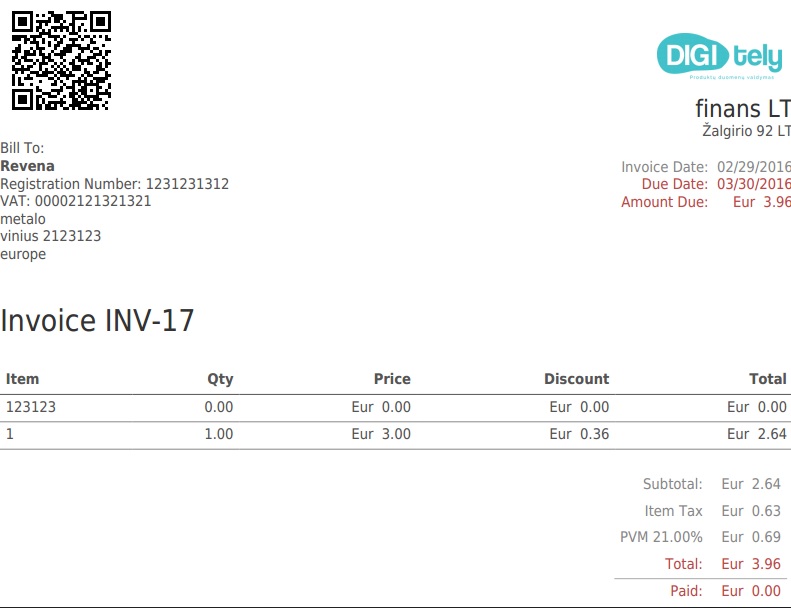 DIGI tely
Produktų duomenų valdymas
finans LT
Žalgirio 92 LT
Bill To:
Revena
Registration Number: 1231231312
VAT: 00002121321321
metalo
vinius 2123123
europe
Invoice Date: 02/29/2016
Due Date: 03/30/2016
Amount Due: Eur 3.96
Invoice INV-17
Item Qty Price Discount Total
123123 0.00 Eur 0.00 Eur 0.00 Eur 0.00
1 1.00 Eur 3.00 Eur 0.36 Eur 2.64
Subtotal: Eur 2.64
Item Tax Eur 0.63
PVM 21.00% Eur 0.69
Total: Eur 3.96
Paid: Eur 0.00